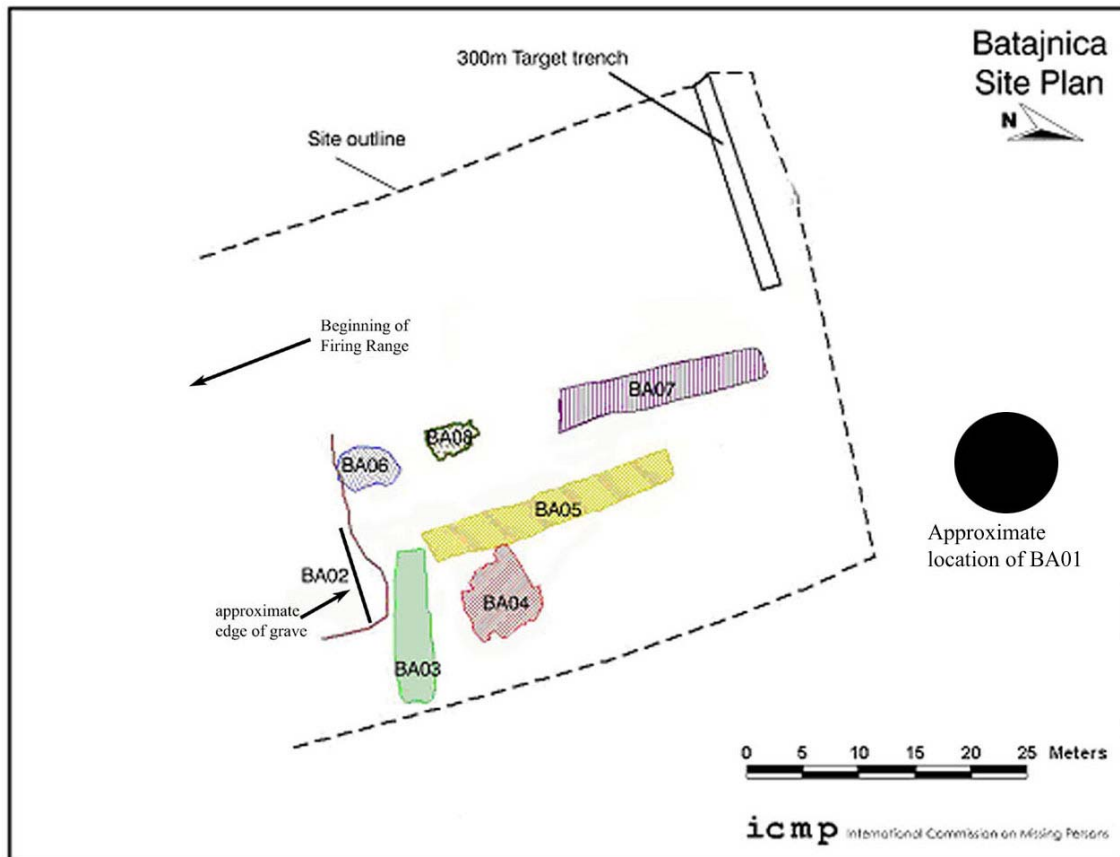 Batajnica
Site Plan
N
300m Target trench
Site outline
Beginning of
Firing Range
BA07
BA08
BA06
BA05
Approximate
location of BA01
BA02
BA04
approximate
edge of grave
BA03
0 5 10 15 20 25 Meters
icmp International Commission on Missing Persons